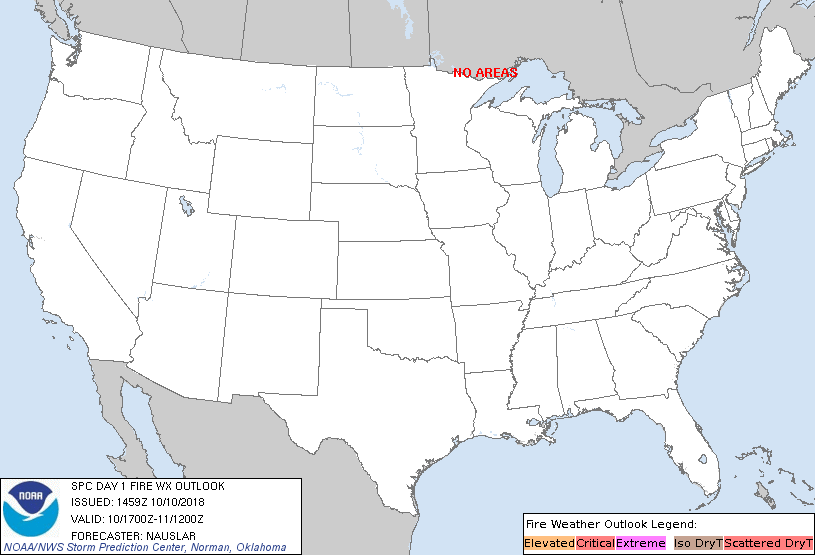 NO AREAS
NOAA
SPC DAY 1 FIRE WX OUTLOOK
ISSUED: 1459Z 10/10/2018
VALID: 10/1700Z-11/1200Z
FORECASTER: NAUSLAR
NOAA/NWS Storm Prediction Center, Norman, Oklahoma
Fire Weather Outlook Legend:
Elevated Critical Extreme Iso DryT Scattered DryT